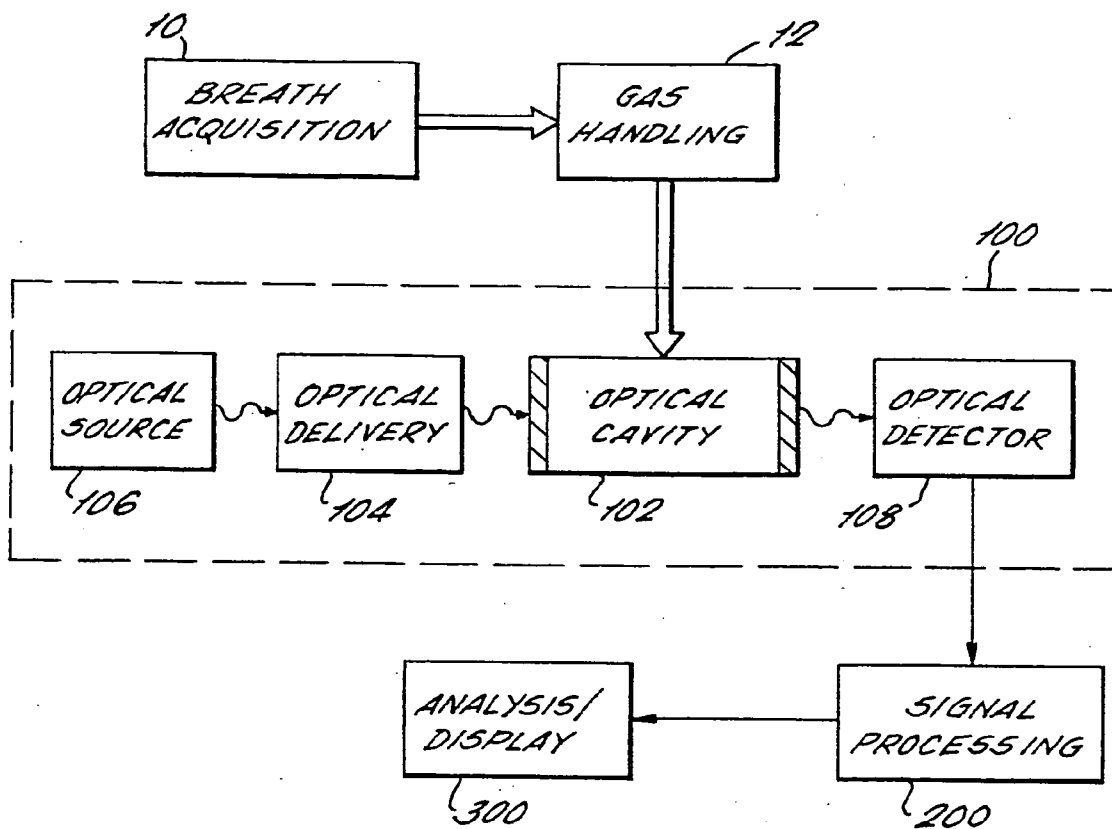 10
BREATH
ACQUISITION
12
GAS
HANDLING
100
OPTICAL
SOURCE
106
OPTICAL
DELIVERY
104
OPTICAL
CAVITY
102
OPTICAL
DETECTOR
108
ANALYSIS/
DISPLAY
300
SIGNAL
PROCESSING
200